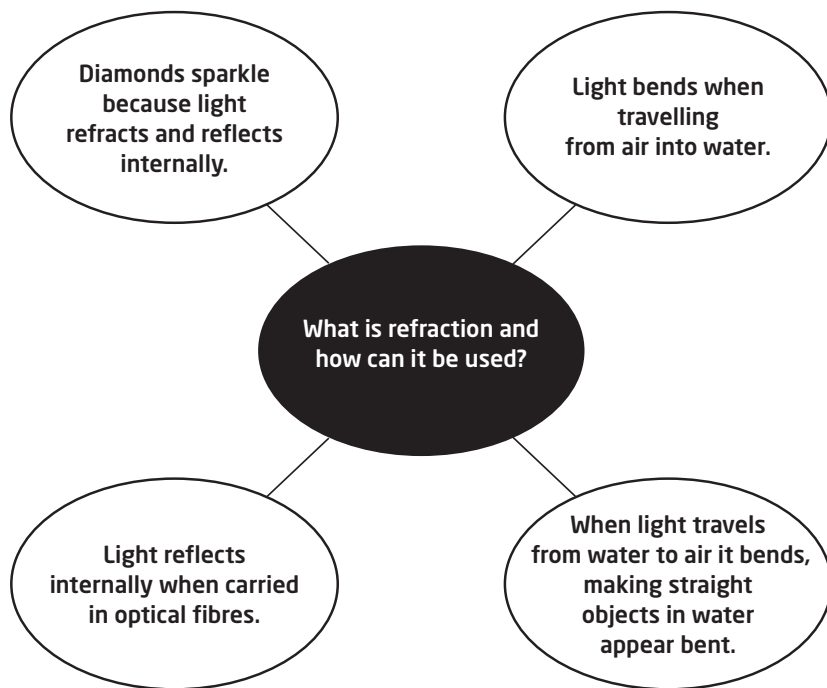 Diamonds sparkle
because light
refracts and reflects
internally.
Light bends when
travelling
from air into water.
What is refraction and
how can it be used?
Light reflects
internally when carried
in optical fibres.
When light travels
from water to air it bends,
making straight
objects in water
appear bent.